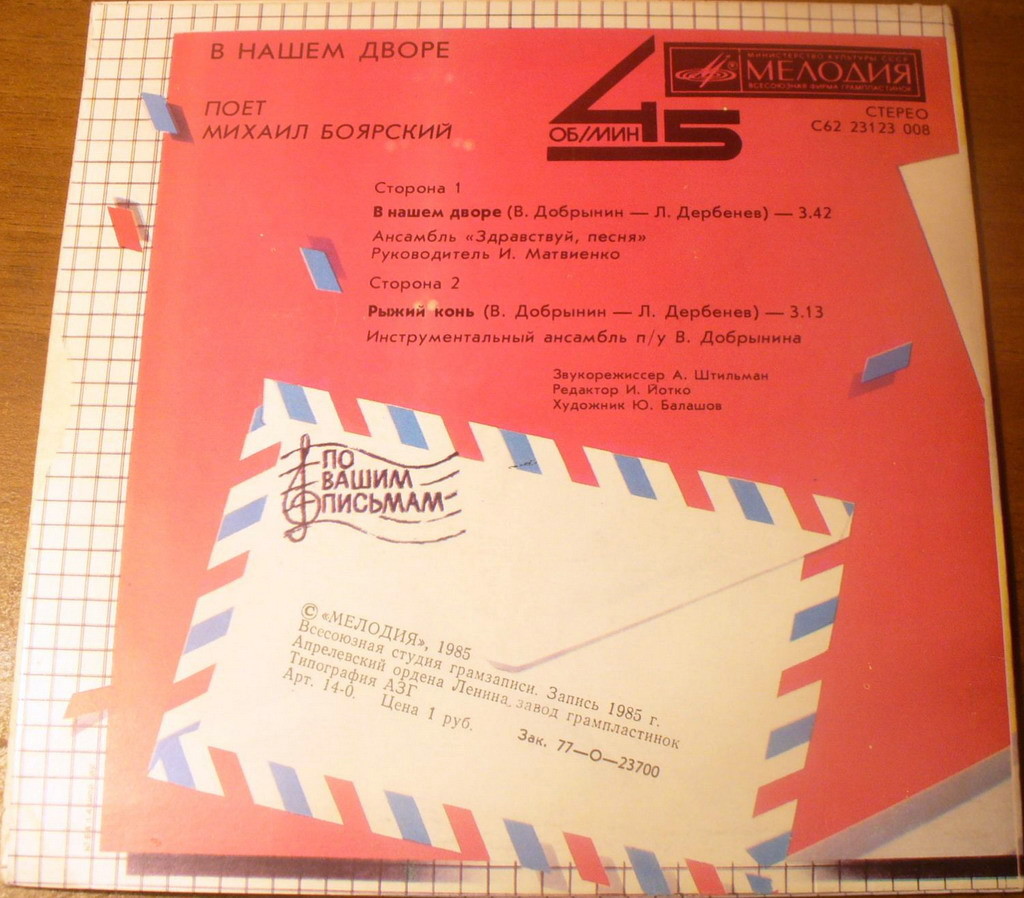 В НАШЕМ ДВОРЕ
ПОЕТ
МИХАИЛ БОЯРСКИЙ
45
ОБ/МИН
МИНИСТЕРСТВО КУЛЬТУРЫ СССР
МЕЛОДИЯ
ВСЕСОЮЗНАЯ ФИРМА ГРАМПЛАСТИНОК
СТЕРЕО
С62 23123 008
Сторона 1
В нашем дворе (В. Добрынин — Л. Дербенев) — 3.42
Ансамбль «Здравствуй, песня»
Руководитель И. Матвиенко
Сторона 2
Рыжий конь (В. Добрынин — Л. Дербенев) — 3.13
Инструментальный ансамбль п/у В. Добрынина
Звукорежиссер А. Штильман
Редактор И. Йотко
Художник Ю. Балашов
ПО
ВАШИМ
ПИСЬМАМ
© «МЕЛОДИЯ», 1985
Всесоюзная студия грамзаписи. Запись 1985 г.
Апрелевский ордена Ленина завод грампластинок
Типография АЗГ
Арт. 14-0. Цена 1 руб.
Зак. 77—О—23700